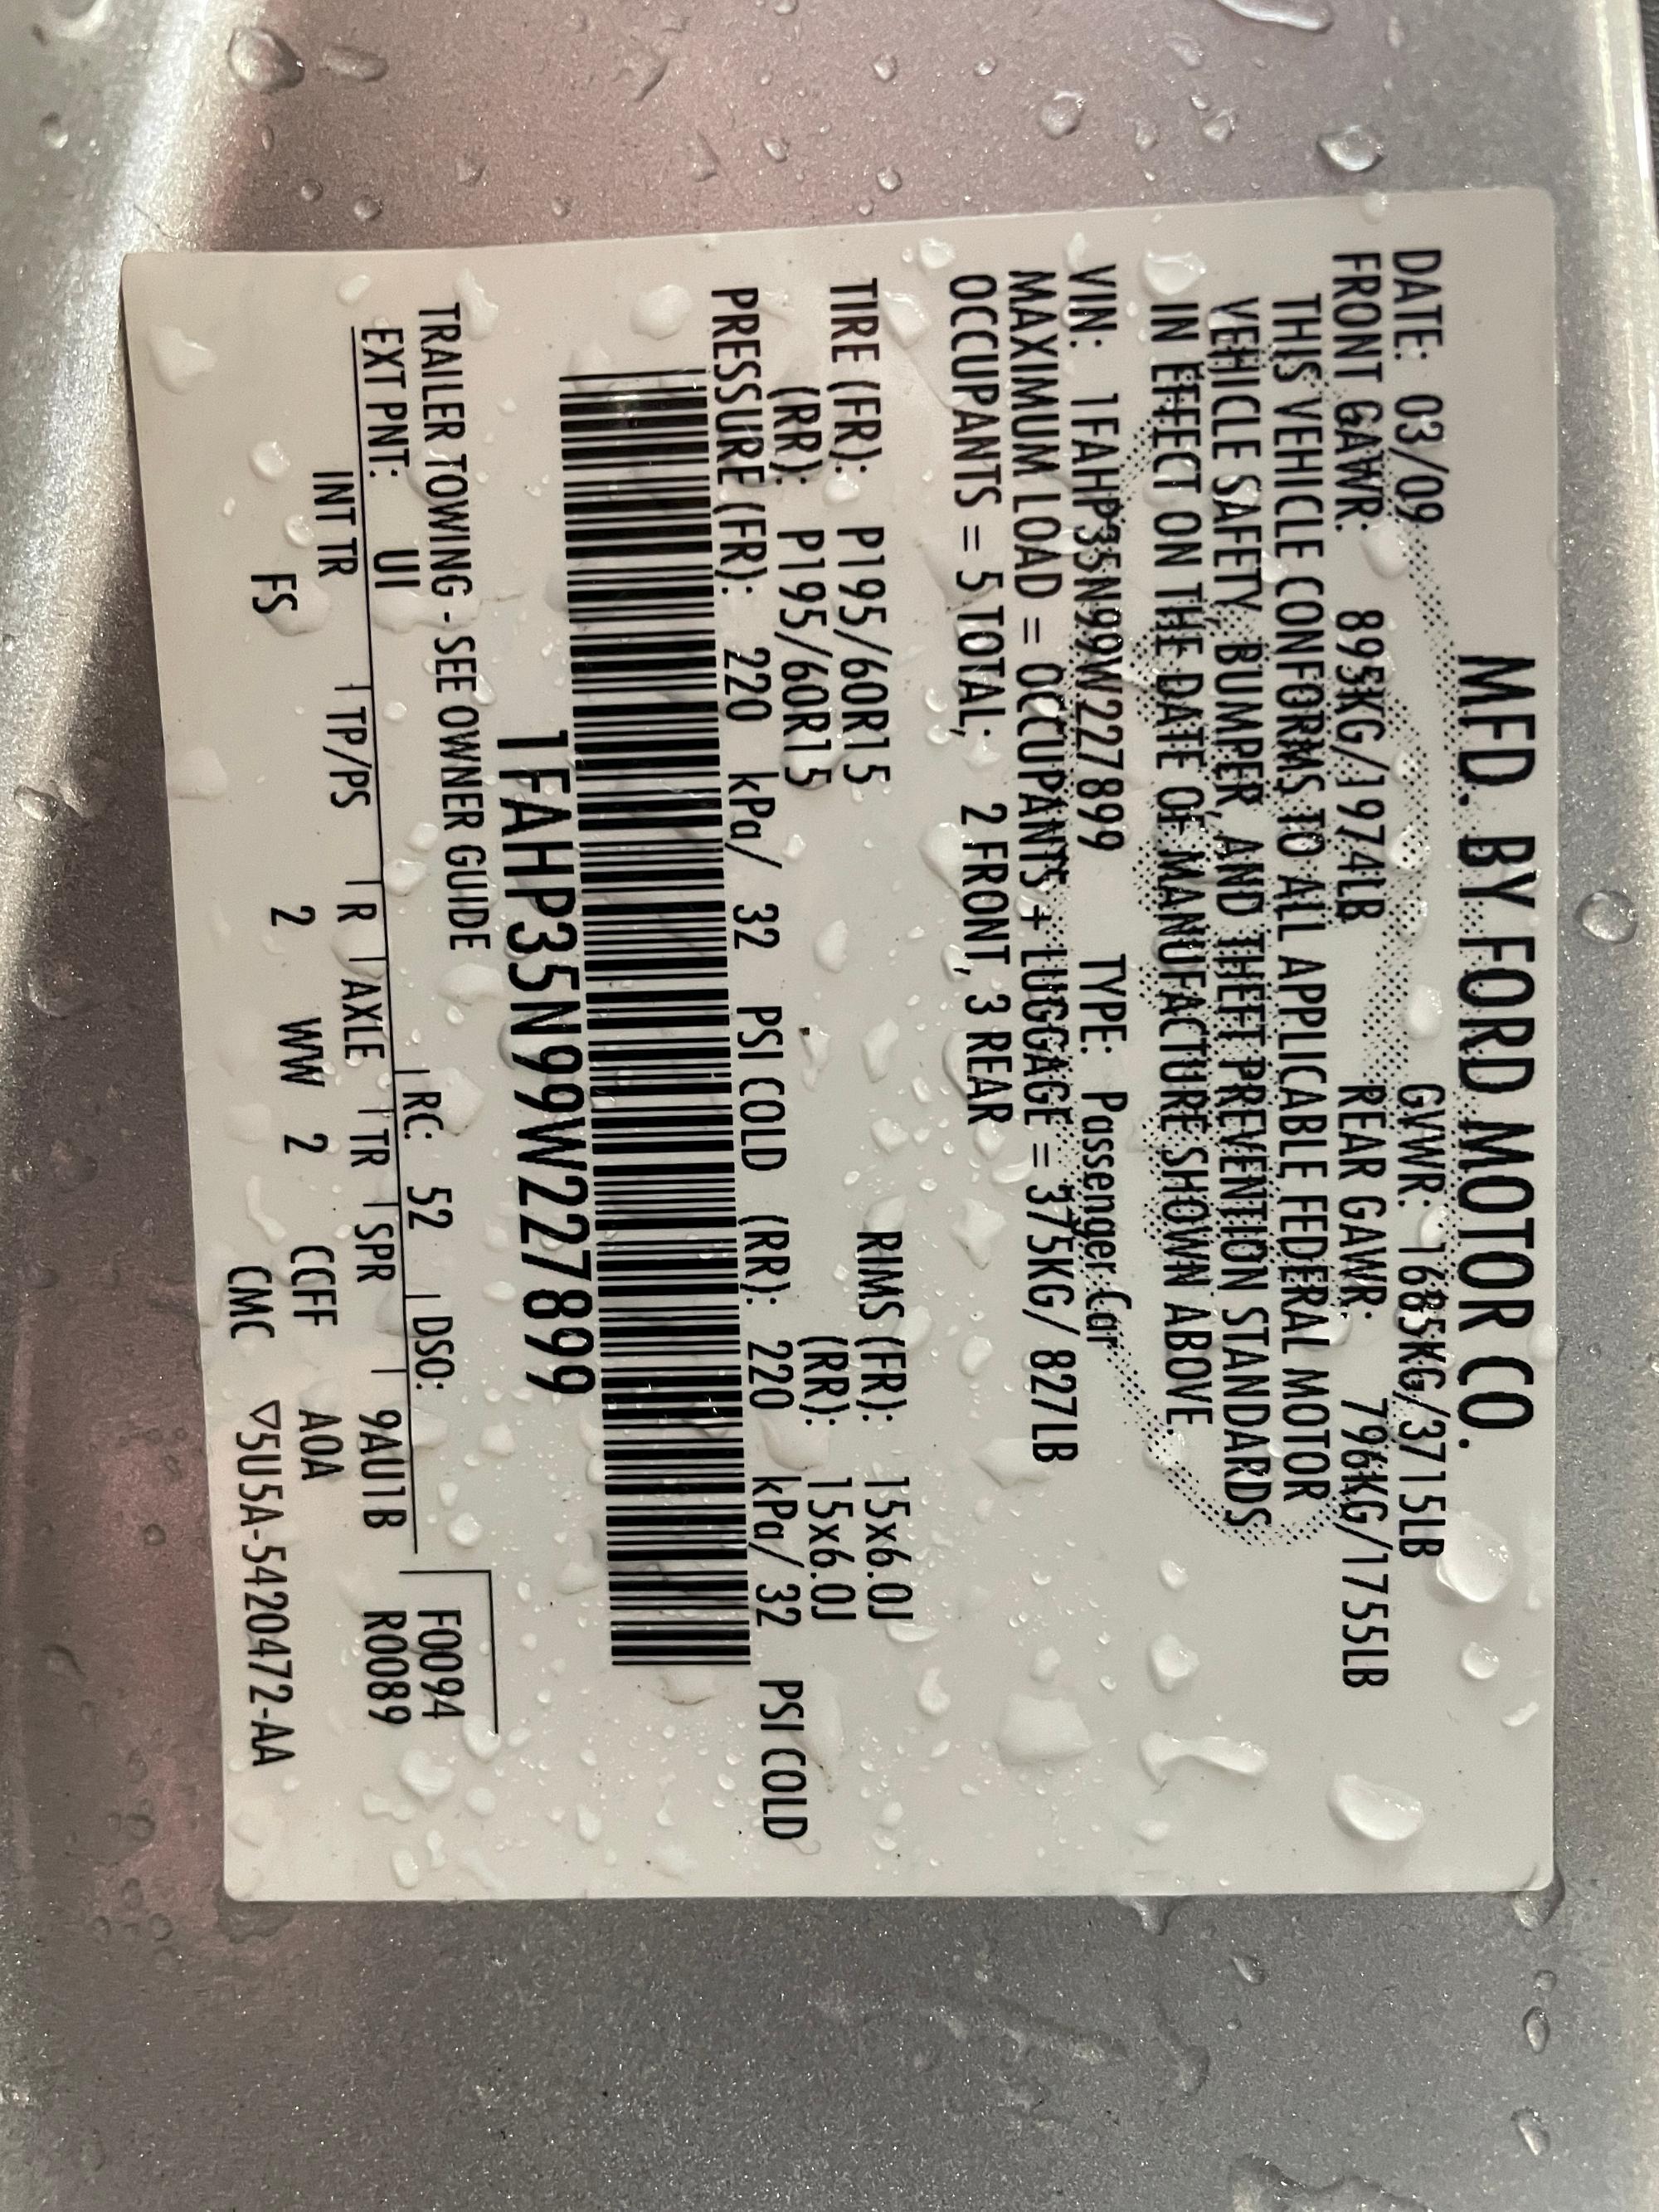 MFD. BY FORD MOTOR CO.
DATE: 03/09 GVWR: 1685KG/3715LB
FRONT GAWR: 895KG/1974LB REAR GAWR: 796KG/1755LB
THIS VEHICLE CONFORMS TO ALL APPLICABLE FEDERAL MOTOR
VEHICLE SAFETY, BUMPER, AND THEFT PREVENTION STANDARDS
IN EFFECT ON THE DATE OF MANUFACTURE SHOWN ABOVE
VIN: 1FAHP35N99W227899 TYPE: Passenger Car
MAXIMUM LOAD = OCCUPANTS + LUGGAGE = 375KG/ 827LB
OCCUPANTS = 5 TOTAL, 2 FRONT, 3 REAR
TIRE (FR): P195/60R15 RIMS (FR): 15x6.0J
(RR): P195/60R15 (RR): 15x6.0J
PRESSURE (FR): 220 kPa/ 32 PSI COLD (RR): 220 kPa/ 32 PSI COLD
1FAHP35N99W227899
TRAILER TOWING - SEE OWNER GUIDE
F0094
EXT PNT: UI RC: 52 DSO:
R0089
INT TR TP/PS R AXLE TR SPR 9AU1B
FS 2 WW 2 CCFF AOA
CMC ▽5U5A-5420472-AA